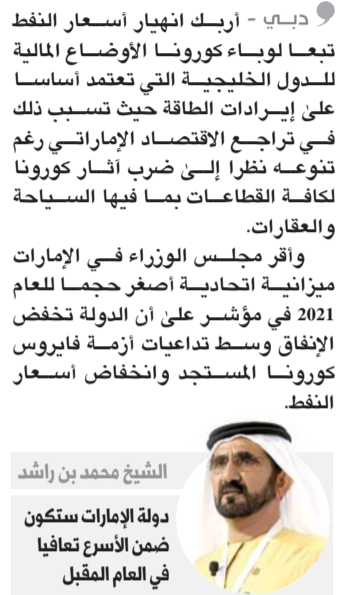 دبي - أربك انهيار أسعار النفط
تبعا لوباء كورونا الأوضاع المالية
للدول الخليجية التي تعتمد أساسا
على إيرادات الطاقة حيث تسبب ذلك
في تراجع الاقتصاد الإماراتي رغم
تنوعه نظرا إلى ضرب آثار كورونا
لكافة القطاعات بما فيها السياحة
والعقارات.
وأقر مجلس الوزراء في الإمارات
ميزانية اتحادية أصغر حجما للعام
2021 في مؤشر على أن الدولة تخفض
الإنفاق وسط تداعيات أزمة فايروس
كورونا المستجد وانخفاض أسعار
النفط.
الشيخ محمد بن راشد
دولة الإمارات ستكون
ضمن الأسرع تعافيا
في العام المقبل